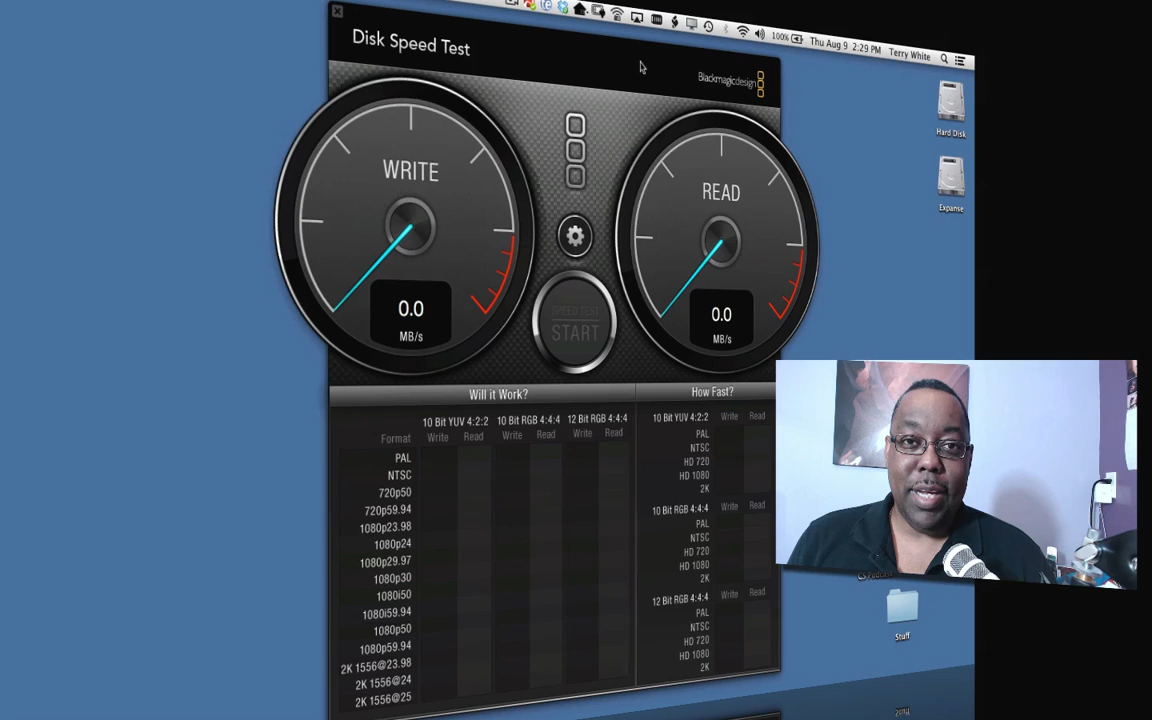 100%
Thu Aug 9 2:29 PM
Terry White
Disk Speed Test
Blackmagicdesign
Hard Disk
Expanse
WRITE
0.0
MB/s
SPEED TEST
START
READ
0.0
MB/s
Will it Work?
10 Bit YUV 4:2:2 10 Bit RGB 4:4:4 12 Bit RGB 4:4:4
Format Write Read Write Read Write Read
PAL
NTSC
720p50
720p59.94
1080p23.98
1080p24
1080p29.97
1080p30
1080i50
1080i59.94
1080p50
1080p59.94
2K 1556@23.98
2K 1556@24
2K 1556@25
How Fast?
10 Bit YUV 4:2:2 Write Read
PAL
NTSC
HD 720
HD 1080
2K
10 Bit RGB 4:4:4 Write Read
PAL
NTSC
HD 720
HD 1080
2K
12 Bit RGB 4:4:4 Write Read
PAL
NTSC
HD 720
HD 1080
2K
CS Podcast
Stuff